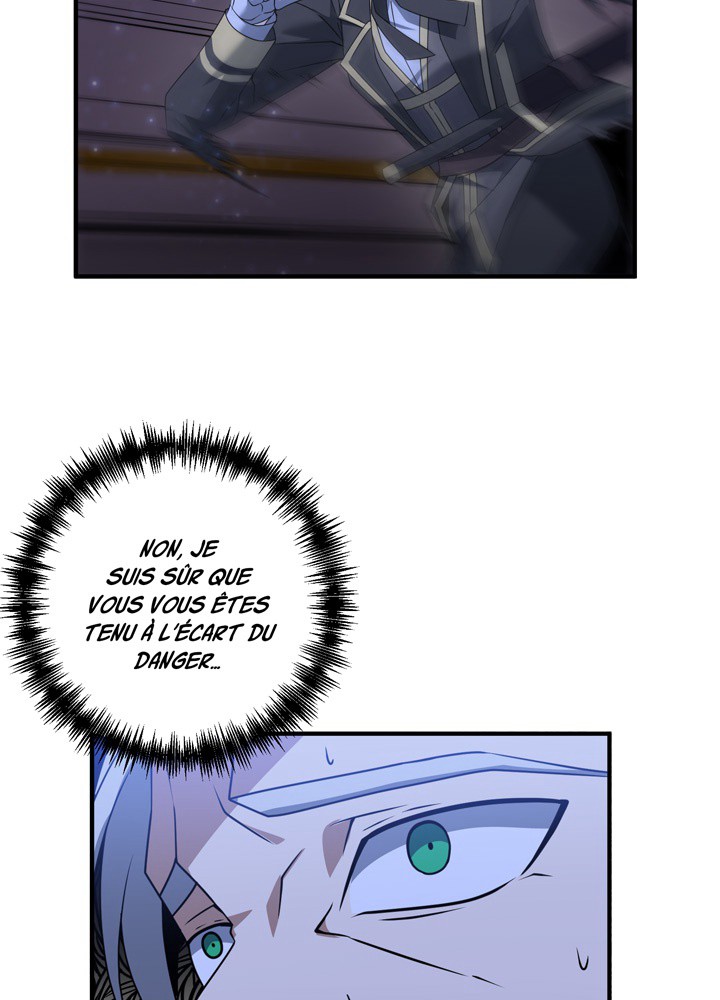 NON, JE
SUIS SÛR QUE
VOUS VOUS ÊTES
TENU À L'ÉCART DU
DANGER...